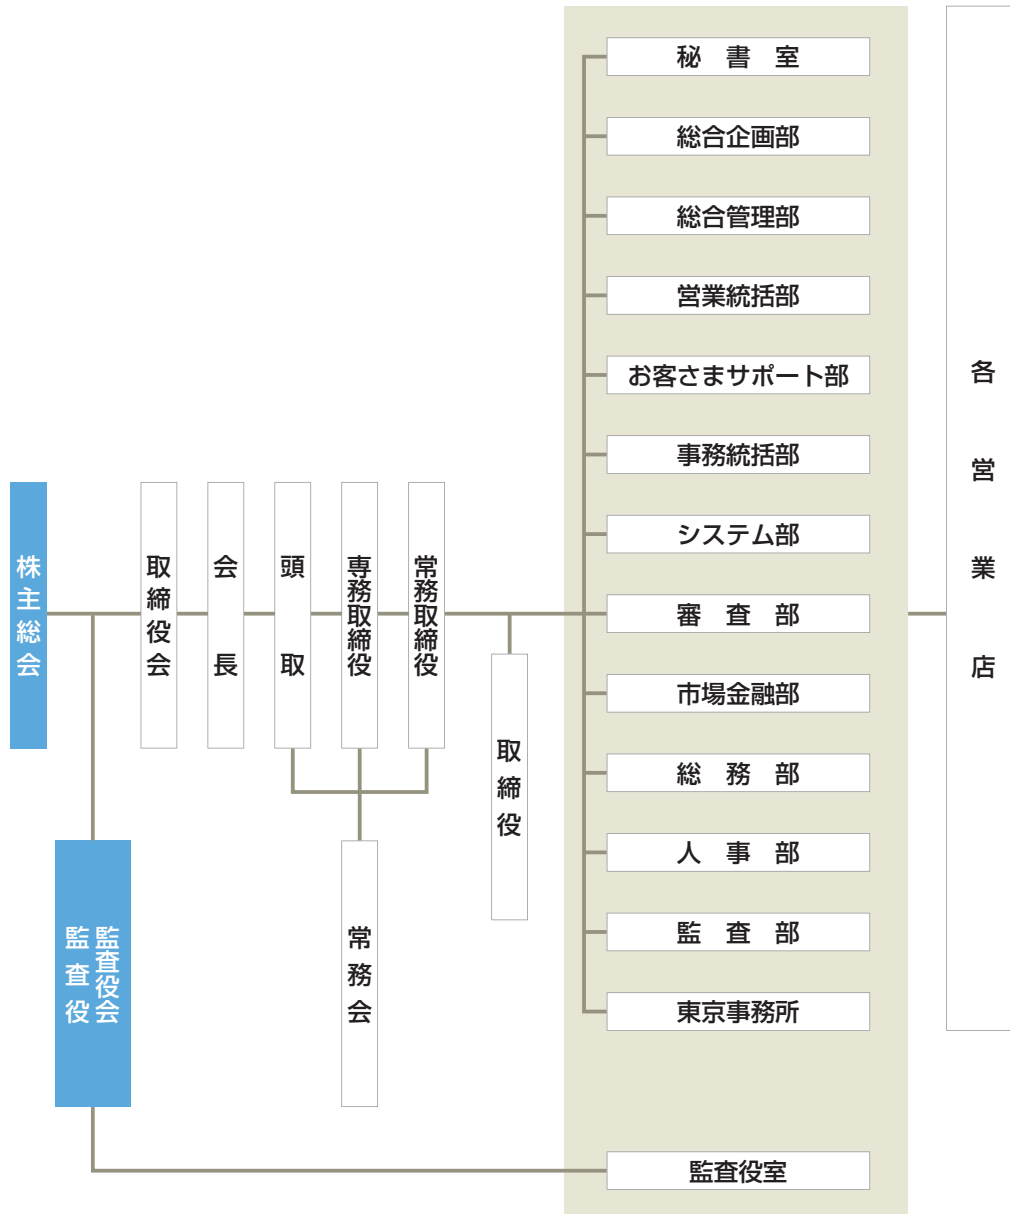 株主総会
監査役会
監査役
取締役会
会長
頭取
専務取締役
常務取締役
常務会
取締役
秘書室
総合企画部
総合管理部
営業統括部
お客さまサポート部
事務統括部
システム部
審査部
市場金融部
総務部
人事部
監査部
東京事務所
監査役室
各営業店